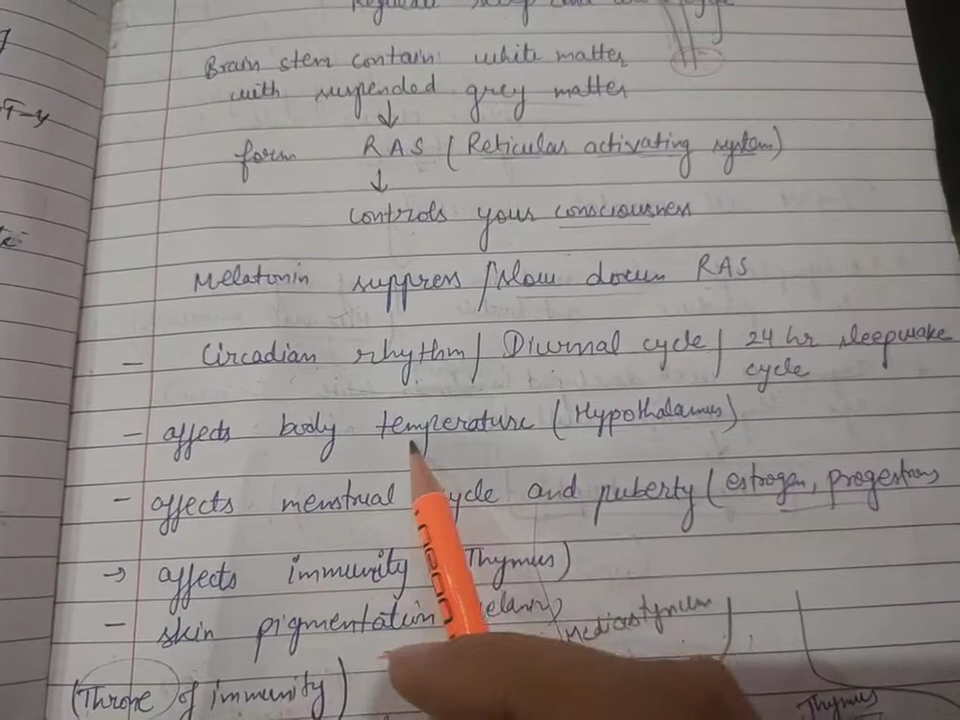 Brain stem contain white matter
with suspended grey matter
↓
form RAS (Reticular activating system)
↓
controls your consciousness
Melatonin suppress / slow down RAS
- Circadian rhythm / Diurnal cycle / 24 hr sleepwake
cycle
- affects body temperature (Hypothalamus)
- affects menstrual cycle and puberty (estrogen,
→ affects immunity Thymus)
- skin pigmentation
(Throne of immunity)
Thymus
neon